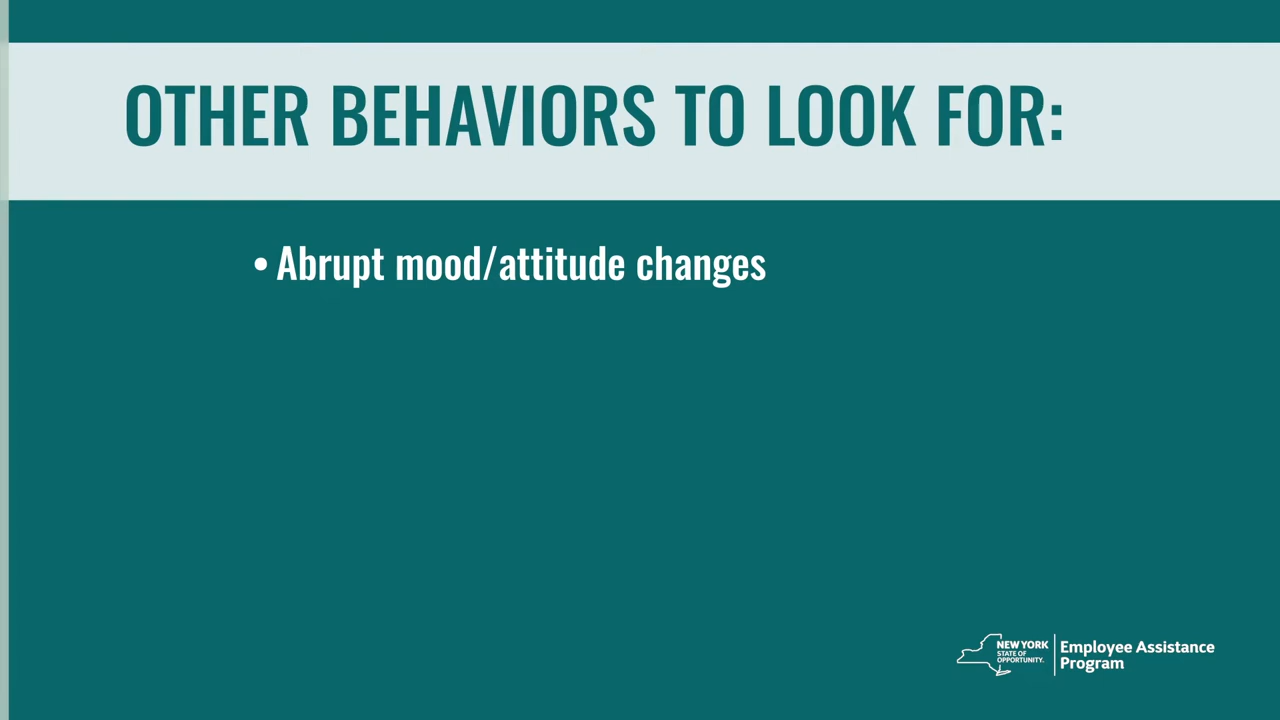 OTHER BEHAVIORS TO LOOK FOR:
• Abrupt mood/attitude changes
NEW YORK
STATE OF
OPPORTUNITY.
Employee Assistance
Program